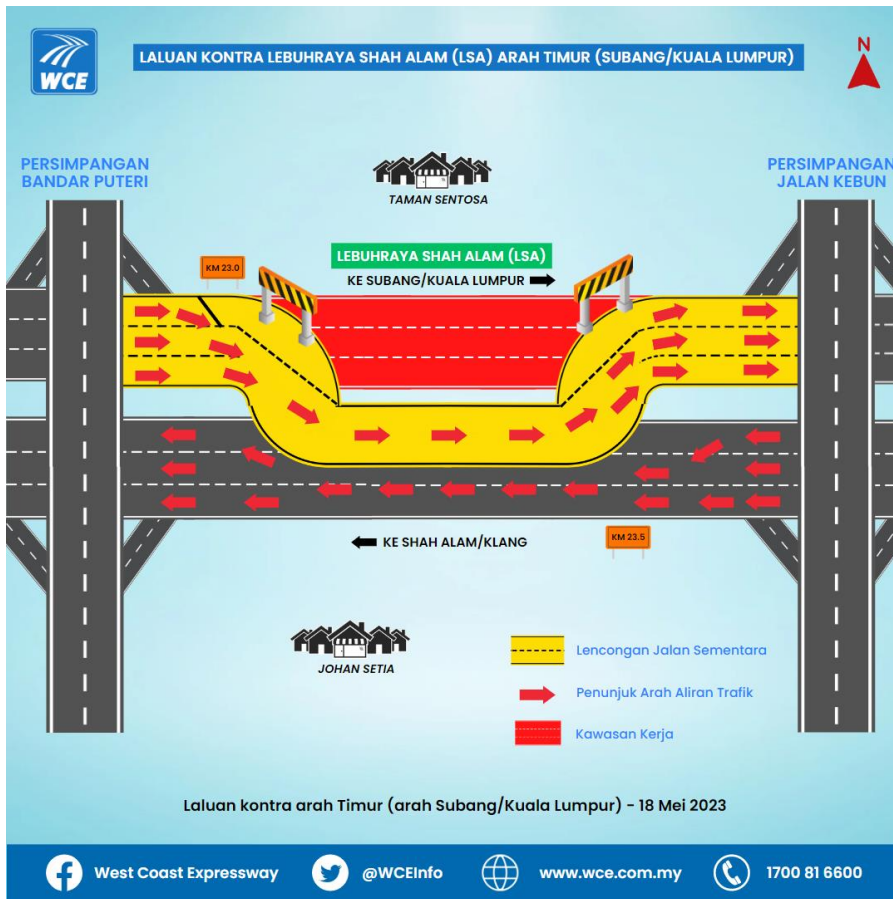 WCE
LALUAN KONTRA LEBUHRAYA SHAH ALAM (LSA) ARAH TIMUR (SUBANG/KUALA LUMPUR)
N
PERSIMPANGAN
BANDAR PUTERI
TAMAN SENTOSA
PERSIMPANGAN
JALAN KEBUN
LEBUHRAYA SHAH ALAM (LSA)
KM 23.0
KE SUBANG/KUALA LUMPUR
KE SHAH ALAM/KLANG
KM 23.5
JOHAN SETIA
Lencongan Jalan Sementara
Penunjuk Arah Aliran Trafik
Kawasan Kerja
Laluan kontra arah Timur (arah Subang/Kuala Lumpur) - 18 Mei 2023
West Coast Expressway @WCEInfo www.wce.com.my 1700 81 6600